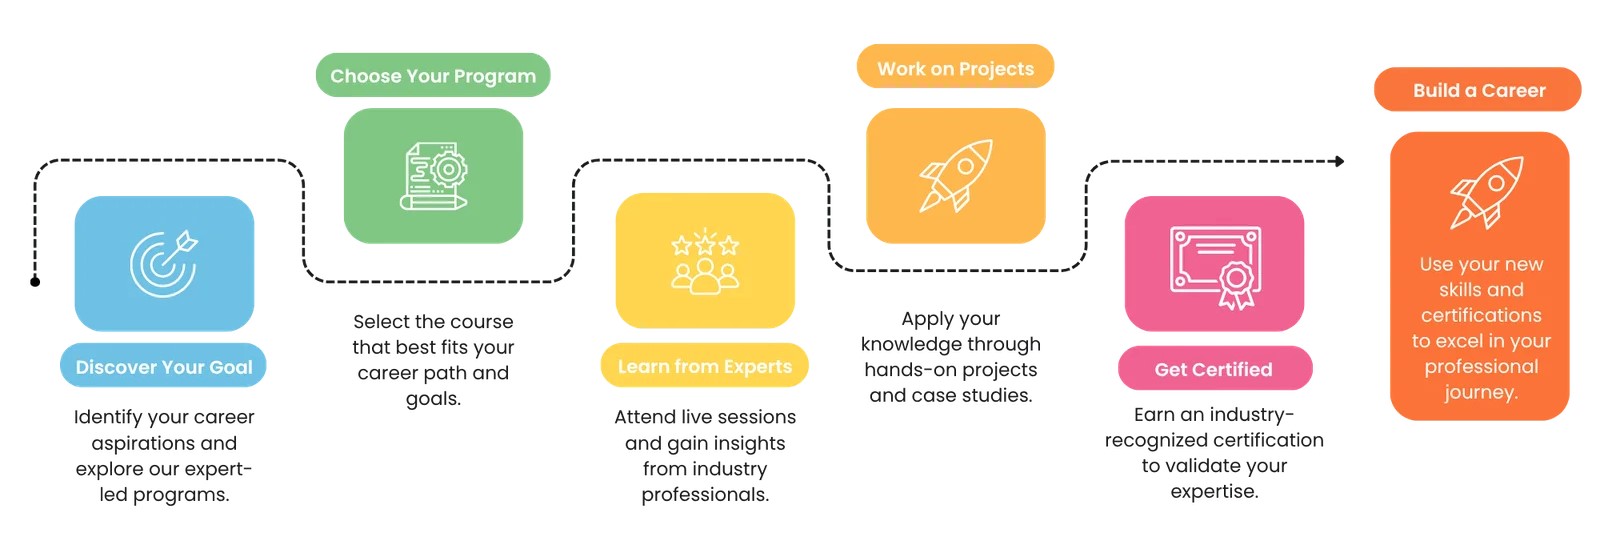 Discover Your Goal
Identify your career
aspirations and
explore our expert-
led programs.
Choose Your Program
Select the course
that best fits your
career path and
goals.
Learn from Experts
Attend live sessions
and gain insights
from industry
professionals.
Work on Projects
Apply your
knowledge through
hands-on projects
and case studies.
Get Certified
Earn an industry-
recognized certification
to validate your
expertise.
Build a Career
Use your new
skills and
certifications
to excel in your
professional
journey.